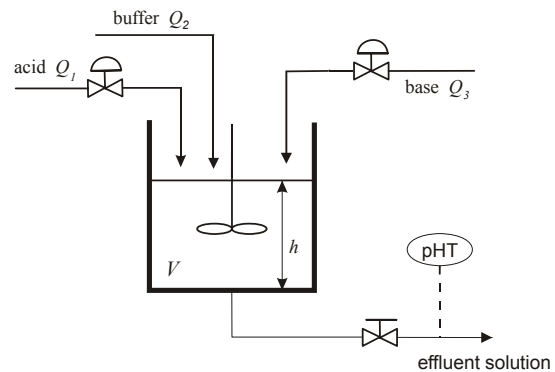 buffer Q2
acid Q1
base Q3
h
V
pHT
effluent solution